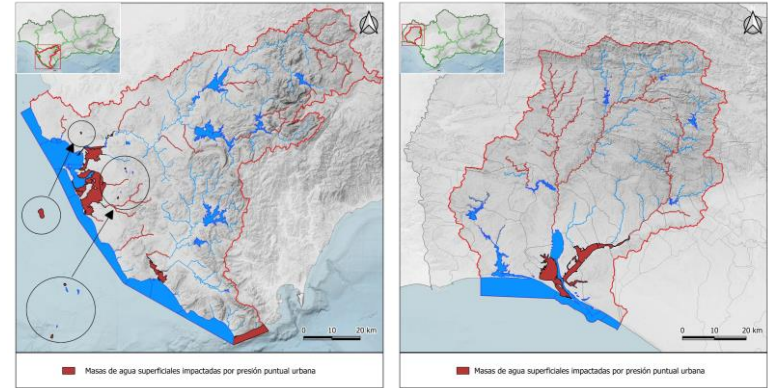 0 10 20 km
0 10 20 km
Masas de agua superficiales impactadas por presión puntual urbana
Masas de agua superficiales impactadas por presión puntual urbana